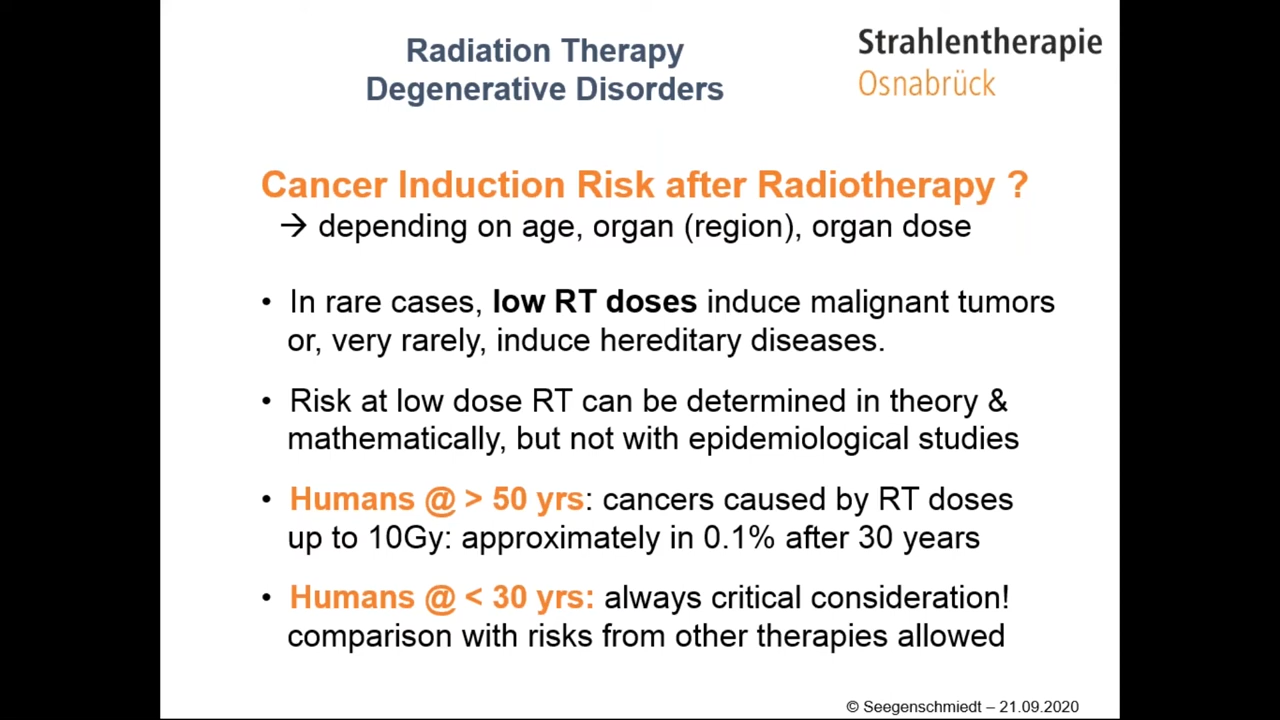 Radiation Therapy
Degenerative Disorders
Strahlentherapie
Osnabrück
Cancer Induction Risk after Radiotherapy ?
→ depending on age, organ (region), organ dose
• In rare cases, low RT doses induce malignant tumors
or, very rarely, induce hereditary diseases.
• Risk at low dose RT can be determined in theory &
mathematically, but not with epidemiological studies
• Humans @ > 50 yrs: cancers caused by RT doses
up to 10Gy: approximately in 0.1% after 30 years
• Humans @ < 30 yrs: always critical consideration!
comparison with risks from other therapies allowed
© Seegenschmiedt – 21.09.2020